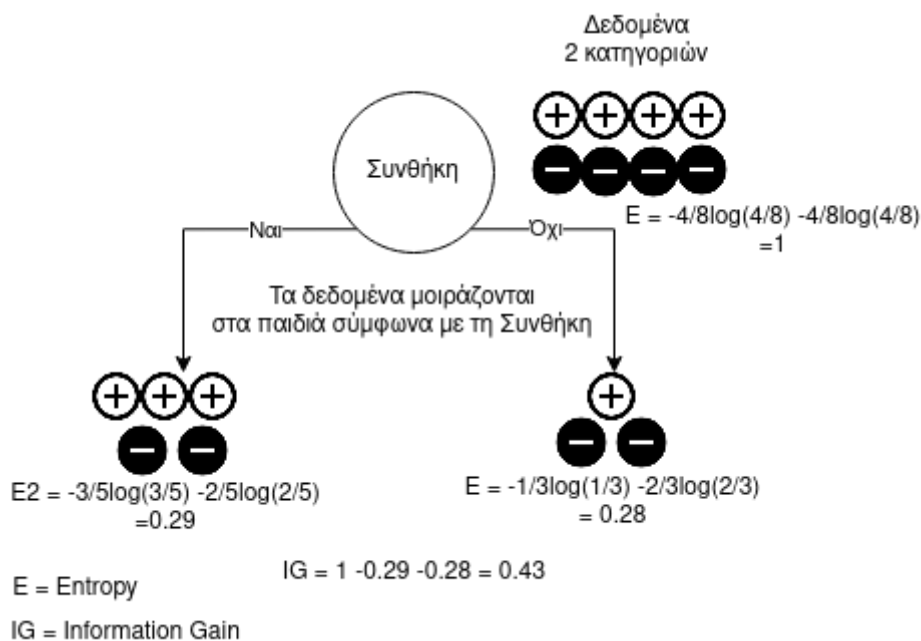 Δεδομένα
2 κατηγοριών
Συνθήκη
E = -4/8log(4/8) -4/8log(4/8)
=1
Ναι
Όχι
Τα δεδομένα μοιράζονται
στα παιδιά σύμφωνα με τη Συνθήκη
E2 = -3/5log(3/5) -2/5log(2/5)
=0.29
E = -1/3log(1/3) -2/3log(2/3)
= 0.28
IG = 1 -0.29 -0.28 = 0.43
E = Entropy
IG = Information Gain